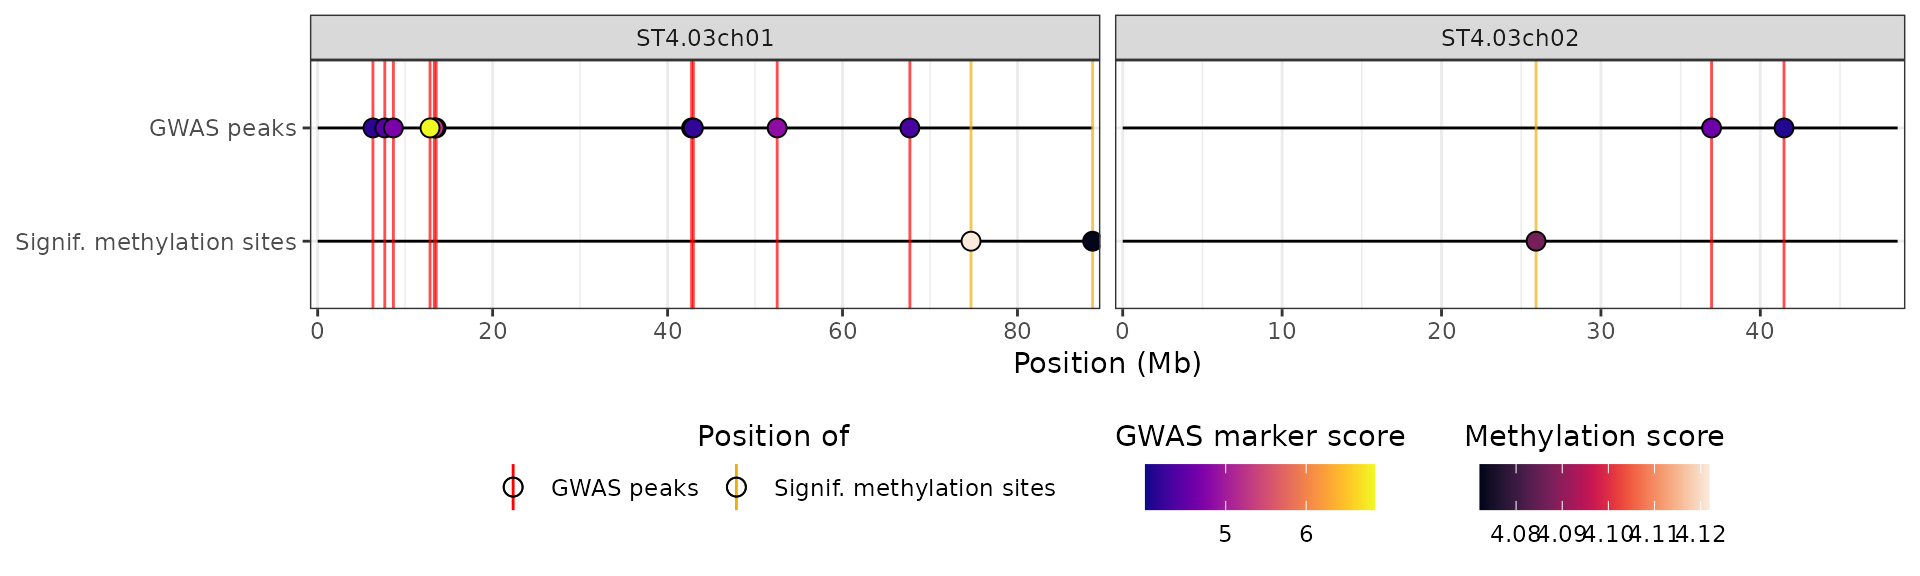 ST4.03ch01 ST4.03ch02
GWAS peaks
Signif. methylation sites
0 20 40 60 80 0 10 20 30 40
Position (Mb)
Position of GWAS marker score Methylation score
GWAS peaks Signif. methylation sites
5 6 4.08 4.09 4.10 4.11 4.12